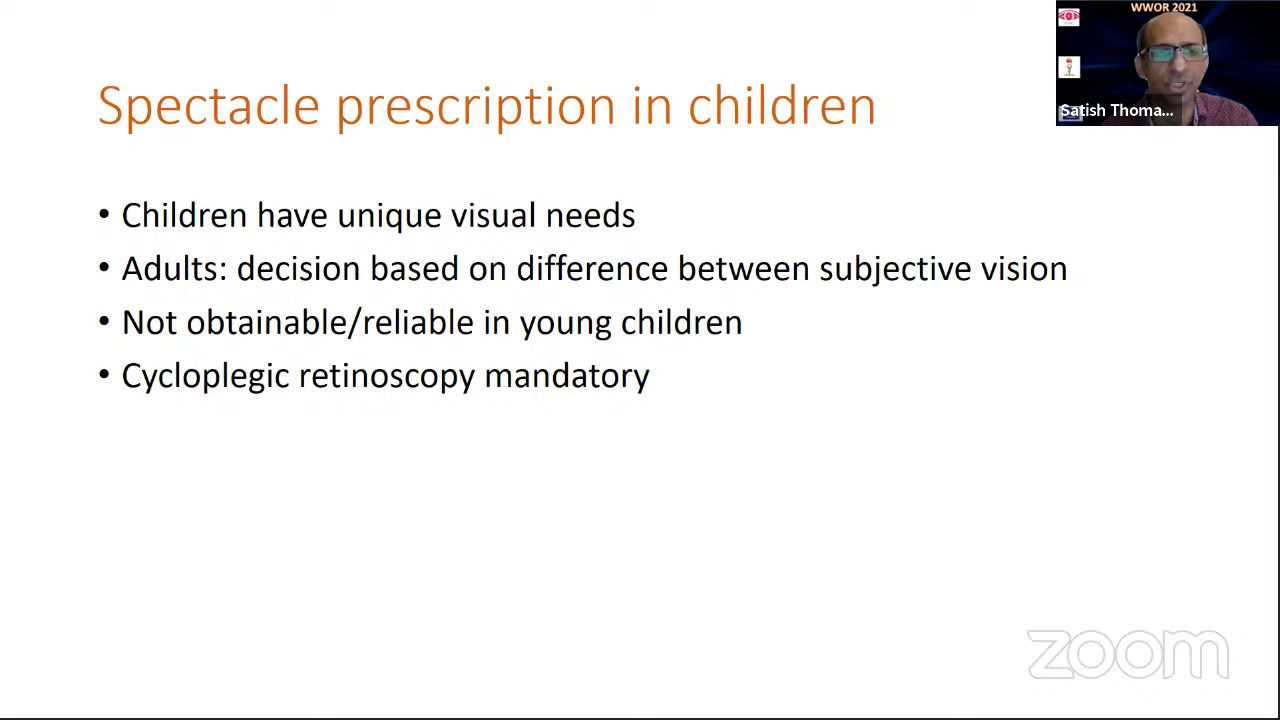 WWOR 2021
Satish Thoma...
Spectacle prescription in children
• Children have unique visual needs
• Adults: decision based on difference between subjective vision
• Not obtainable/reliable in young children
• Cycloplegic retinoscopy mandatory
zoom